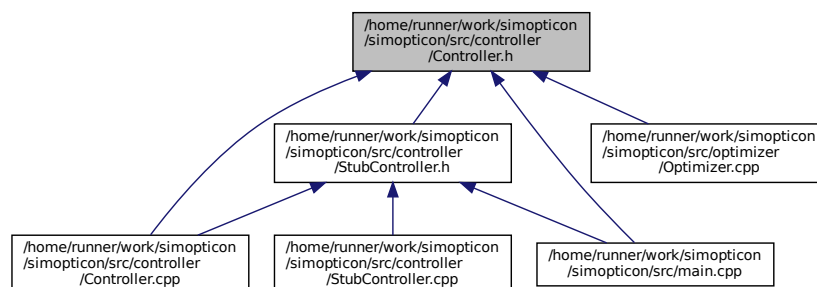 /home/runner/work/simopticon
/simopticon/src/controller
/Controller.h
/home/runner/work/simopticon
/simopticon/src/controller
/StubController.h
/home/runner/work/simopticon
/simopticon/src/optimizer
/Optimizer.cpp
/home/runner/work/simopticon
/simopticon/src/controller
/Controller.cpp
/home/runner/work/simopticon
/simopticon/src/controller
/StubController.cpp
/home/runner/work/simopticon
/simopticon/src/main.cpp